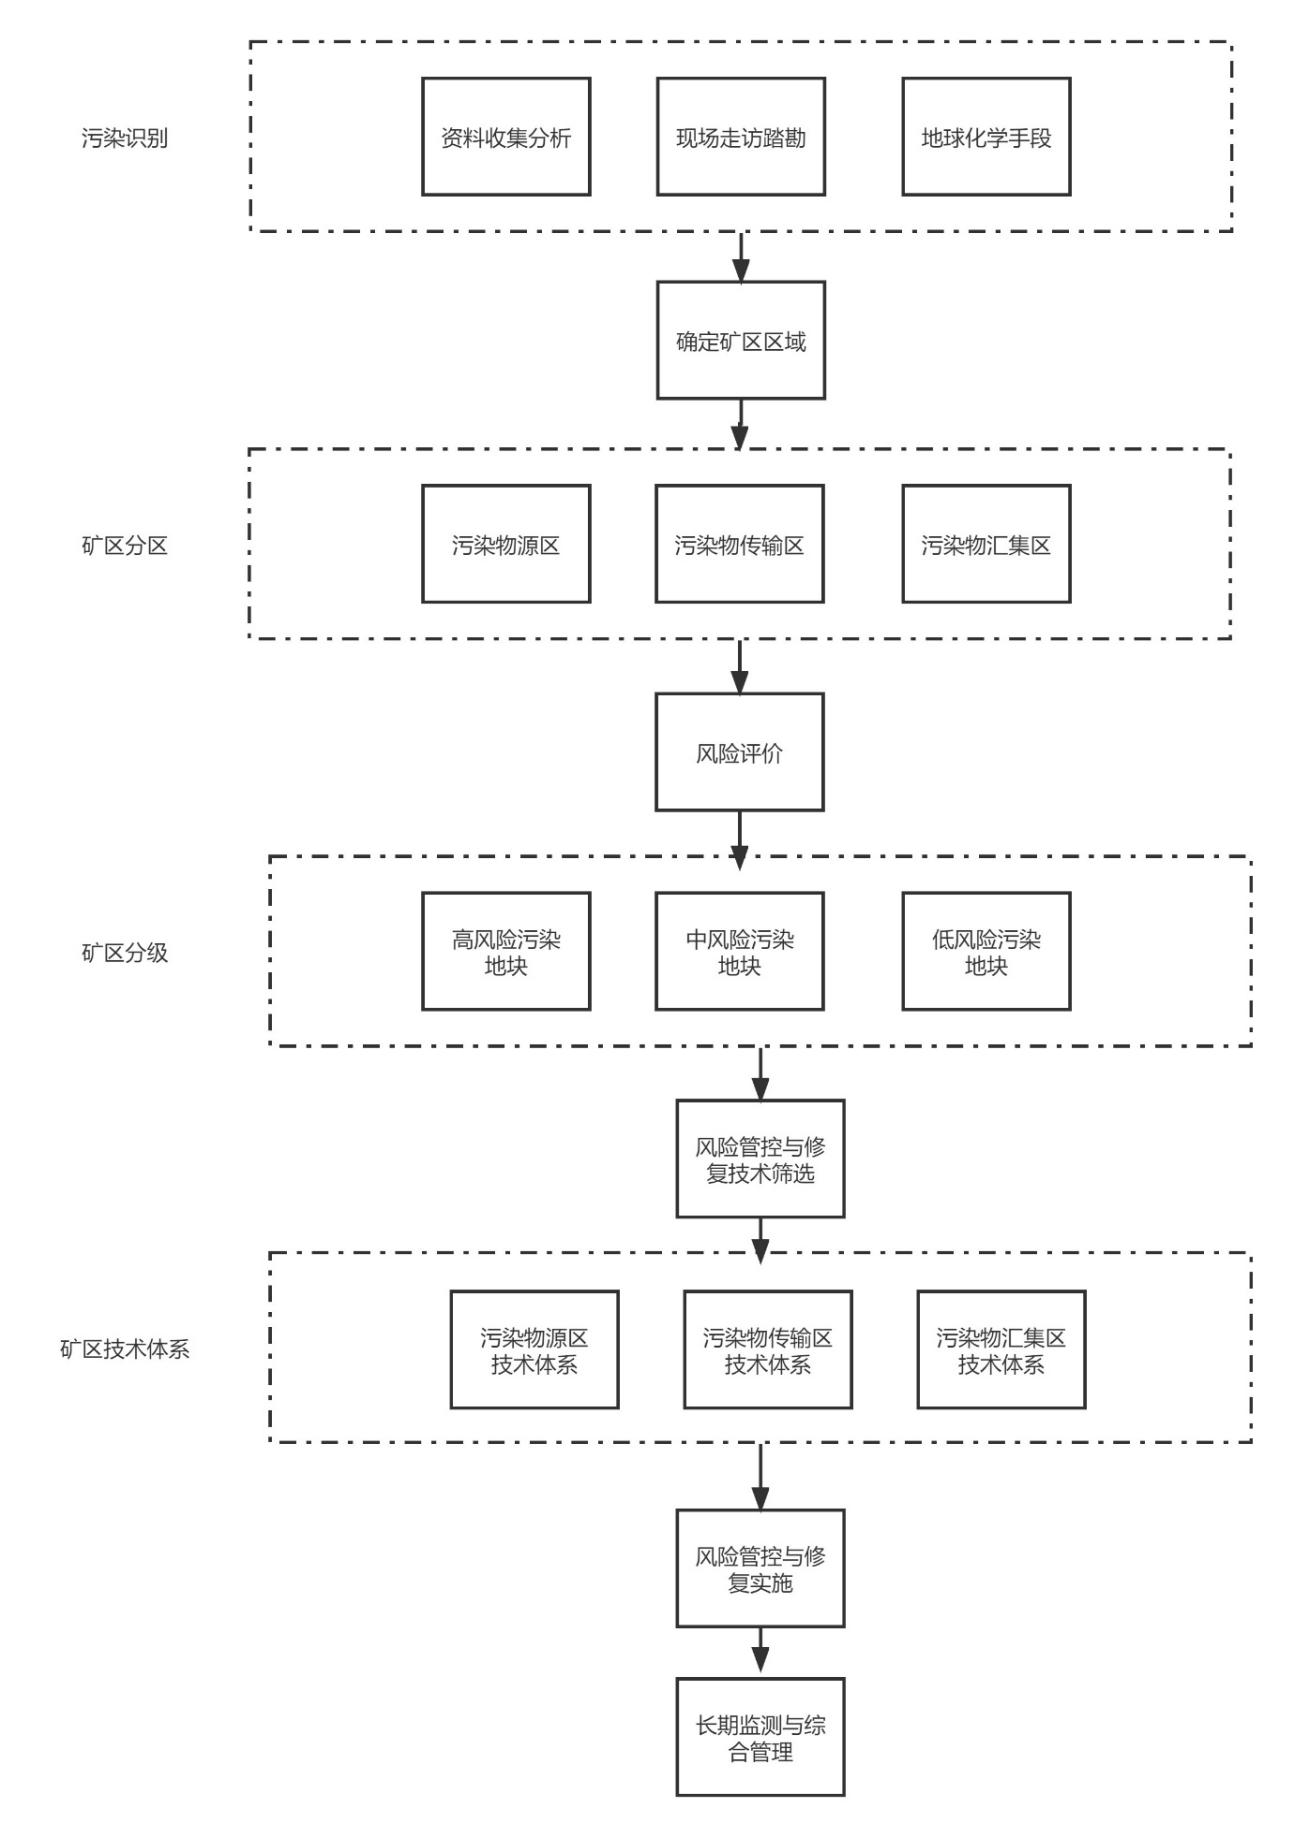 污染识别
资料收集分析
现场走访踏勘
地球化学手段
确定矿区区域
矿区分区
污染物源区
污染物传输区
污染物汇集区
风险评价
矿区分级
高风险污染
地块
中风险污染
地块
低风险污染
地块
风险管控与修
复技术筛选
矿区技术体系
污染物源区
技术体系
污染物传输区
技术体系
污染物汇集区
技术体系
风险管控与修
复实施
长期监测与综
合管理